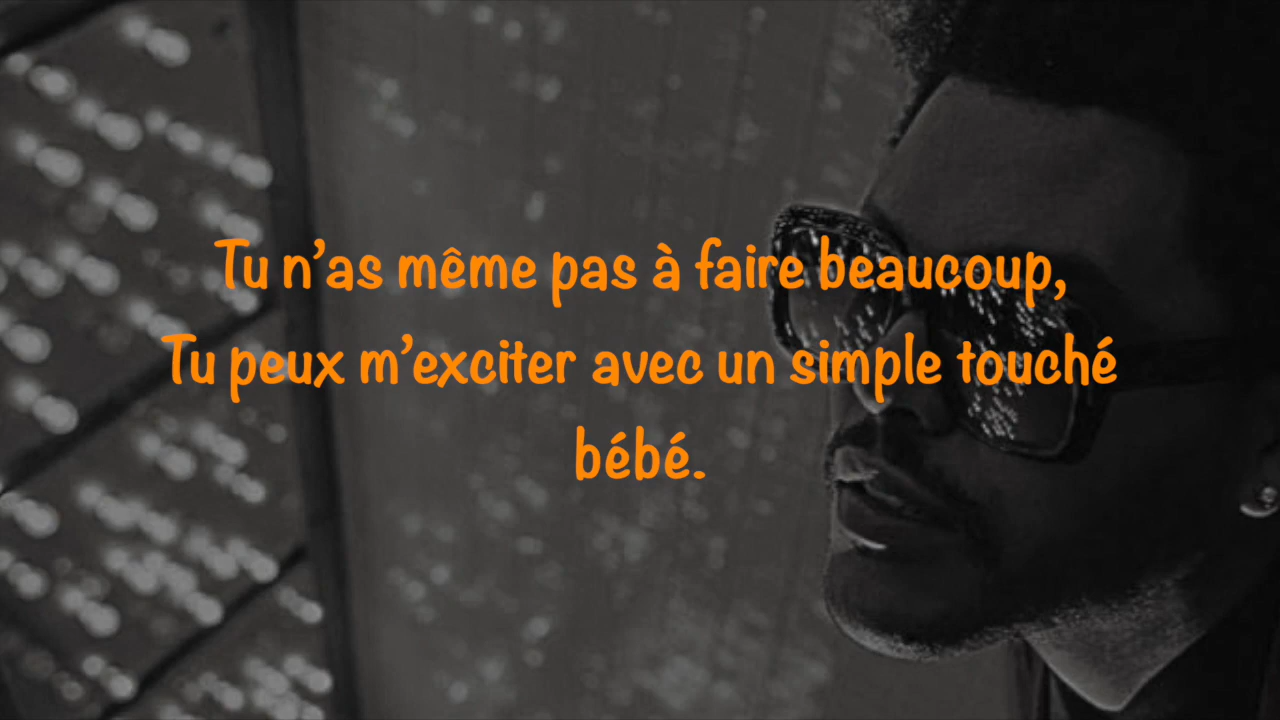 Tu n’as même pas à faire beaucoup,
Tu peux m’exciter avec un simple touché
bébé.